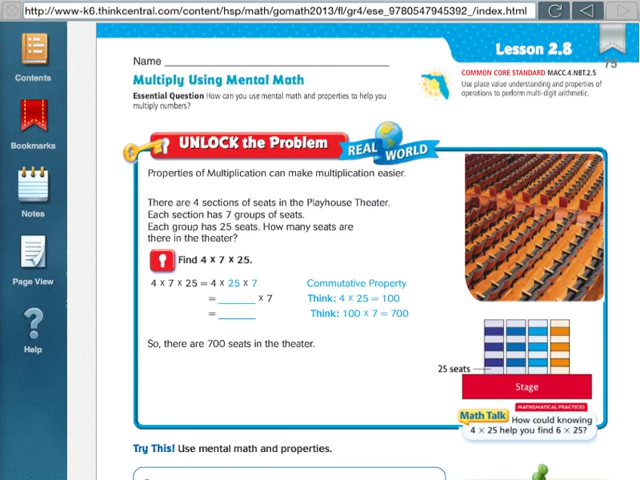 http://www-k6.thinkcentral.com/content/hsp/math/gomath2013/fl/gr4/ese_9780547945392_/index.html
Contents
Bookmarks
Notes
Page View
Help
Lesson 2.8
75
Name
Multiply Using Mental Math
Essential Question How can you use mental math and properties to help you
multiply numbers?
COMMON CORE STANDARD MACC.4.NBT.2.5
Use place value understanding and properties of
operations to perform multi-digit arithmetic.
UNLOCK the Problem
REAL WORLD
Properties of Multiplication can make multiplication easier.
There are 4 sections of seats in the Playhouse Theater.
Each section has 7 groups of seats.
Each group has 25 seats. How many seats are
there in the theater?
Find 4 × 7 × 25.
4 × 7 × 25 = 4 × 25 × 7 Commutative Property
= ______ × 7 Think: 4 × 25 = 100
= ______ Think: 100 × 7 = 700
So, there are 700 seats in the theater.
25 seats
Stage
Math Talk
MATHEMATICAL PRACTICES
How could knowing
4 × 25 help you find 6 × 25?
Try This! Use mental math and properties.